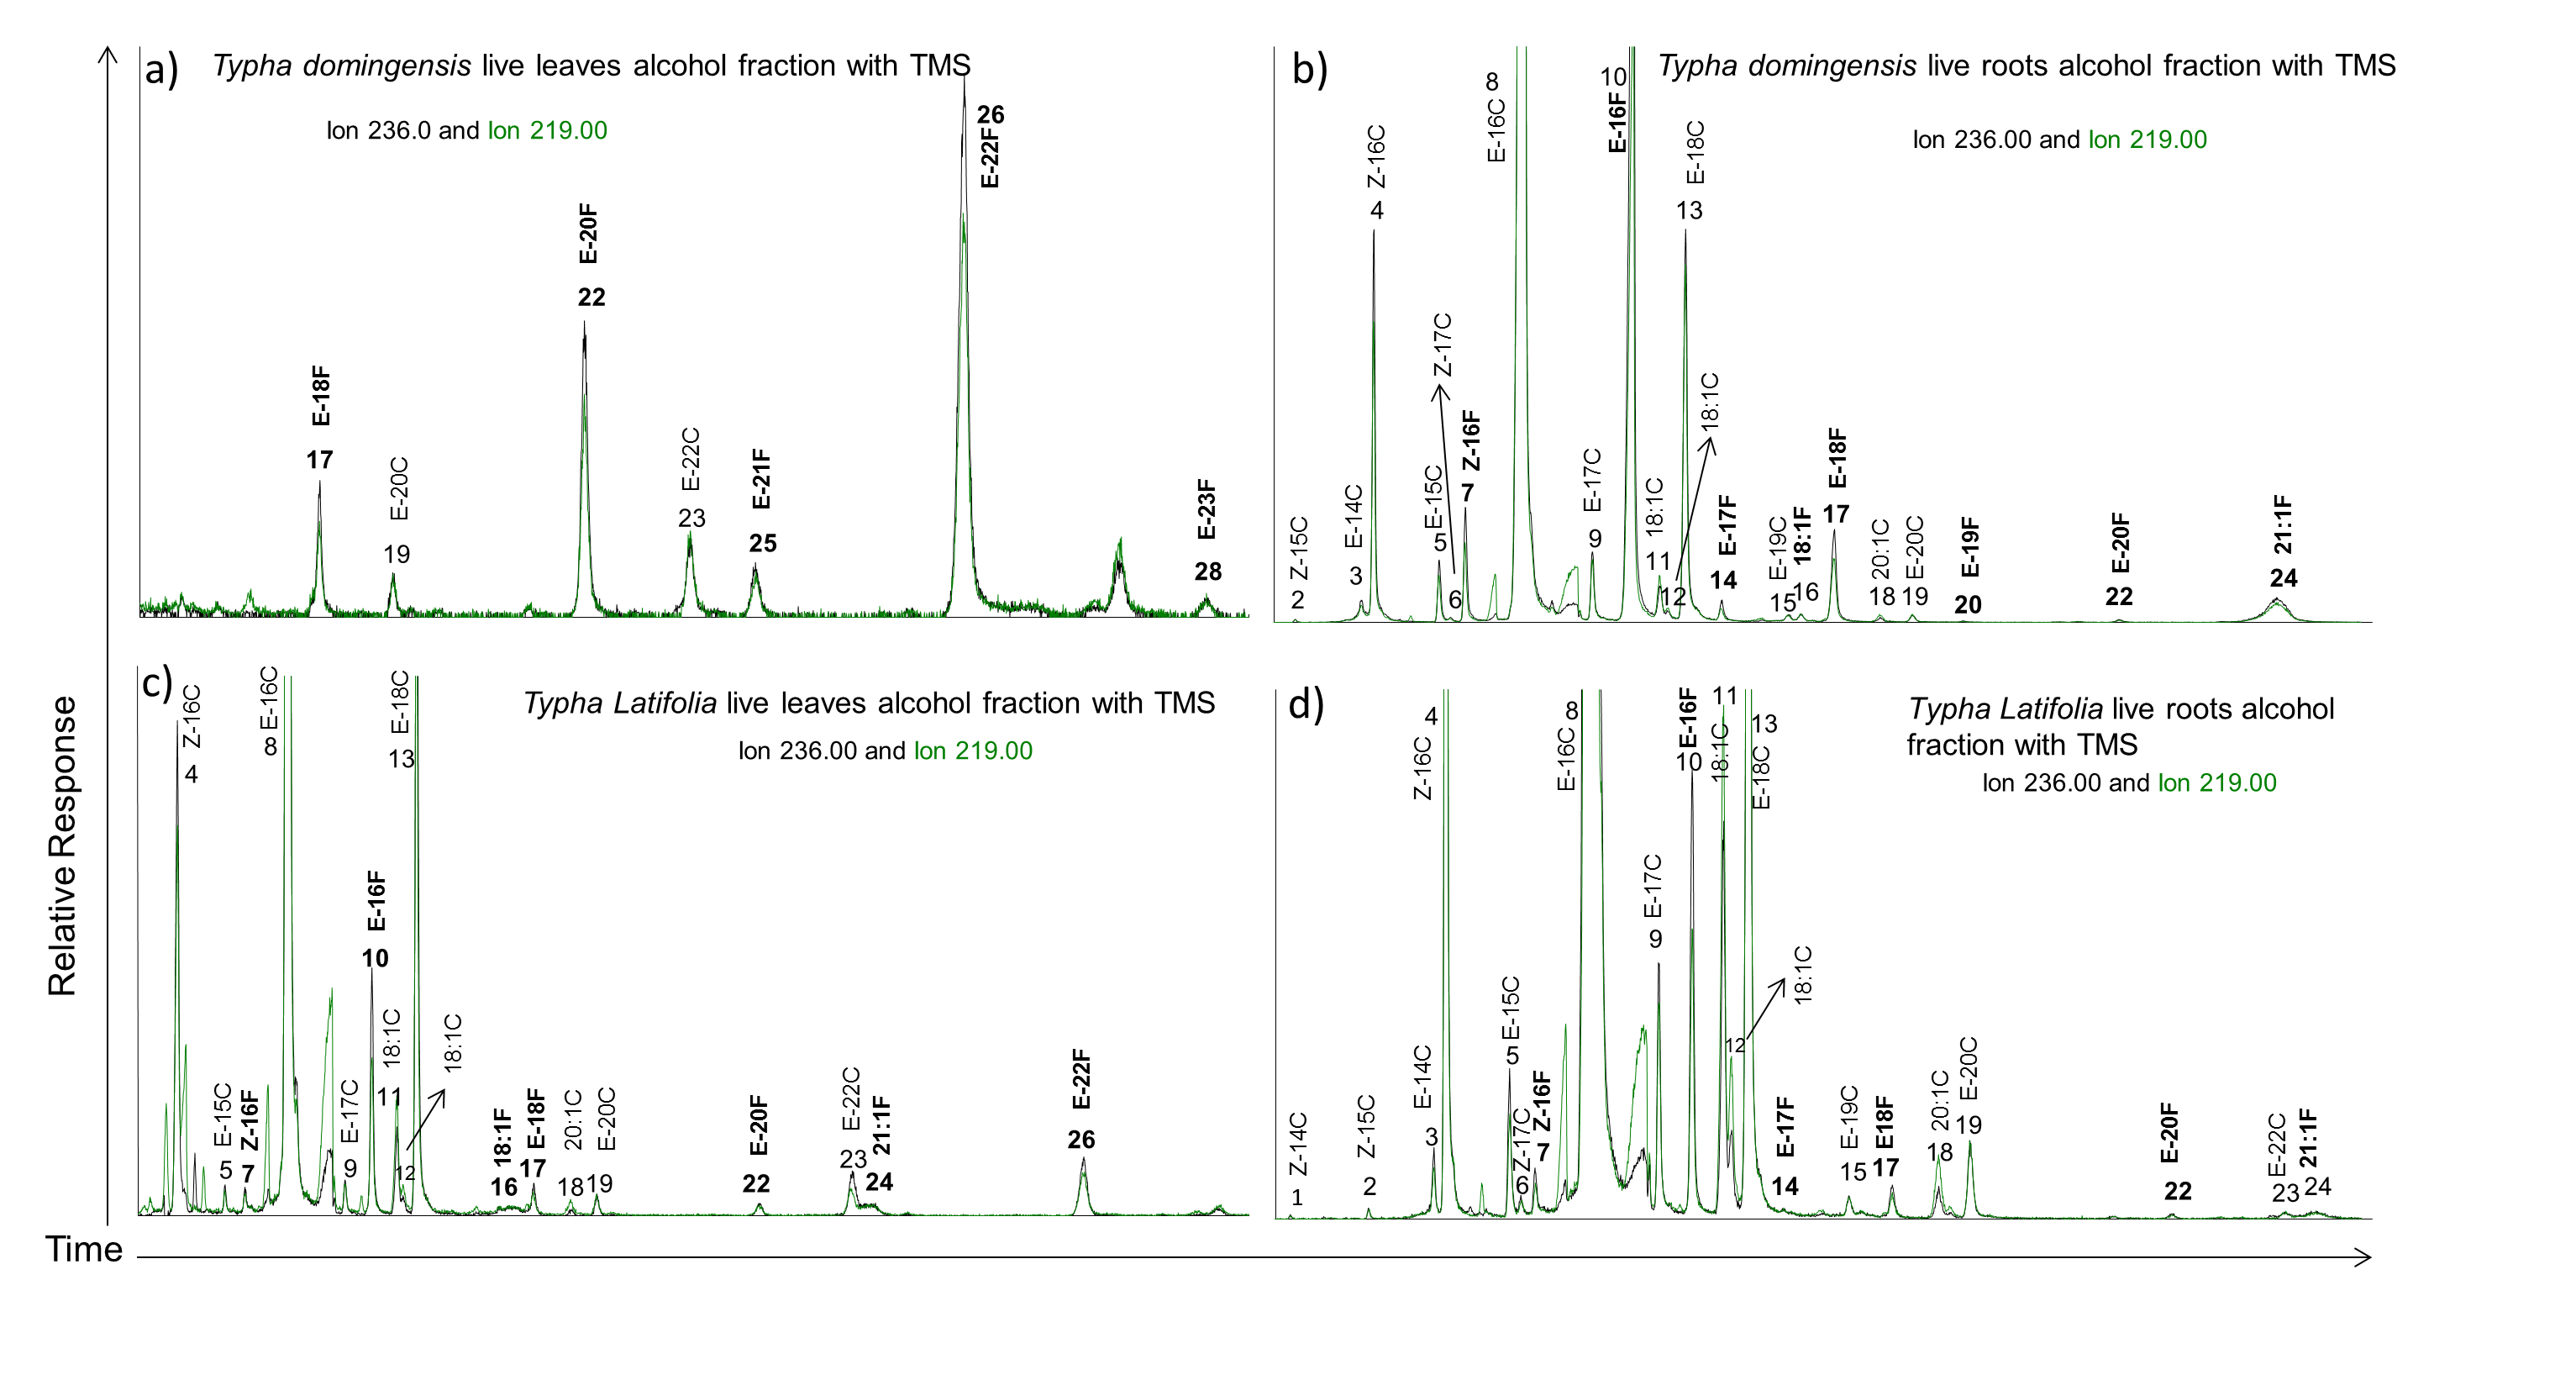 a) Typha domingensis live leaves alcohol fraction with TMS
Ion 236.0 and Ion 219.00
E-18F
17
E-20C
19
E-20F
22
E-22C
23
E-21F
25
26
E-22F
E-23F
28
b) Typha domingensis live roots alcohol fraction with TMS
Ion 236.00 and Ion 219.00
Z-15C
2
E-14C
3
Z-16C
4
E-15C
5
Z-17C
6
Z-16F
7
8
E-16C
E-17C
9
10
E-16F
18:1C
11
12
18:1C
E-18C
13
E-17F
14
E-19C
15
18:1F
16
E-18F
17
20:1C
18
E-20C
19
E-19F
20
E-20F
22
21:1F
24
c) Typha Latifolia live leaves alcohol fraction with TMS
Ion 236.00 and Ion 219.00
Z-16C
4
E-15C
5
Z-16F
7
E-16C
8
E-17C
9
E-16F
10
18:1C
11
12
18:1C
E-18C
13
18:1F
16
E-18F
17
20:1C
18
E-20C
19
E-20F
22
E-22C
23
21:1F
24
E-22F
26
d) Typha Latifolia live roots alcohol
fraction with TMS
Ion 236.00 and Ion 219.00
Z-14C
1
Z-15C
2
E-14C
3
4
Z-16C
E-15C
5
Z-17C
6
Z-16F
7
8
E-16C
E-17C
9
E-16F
10
11
18:1C
12
18:1C
13
E-18C
E-17F
14
E-19C
15
E18F
17
20:1C
18
E-20C
19
E-20F
22
E-22C
23
21:1F
24
Relative Response
Time